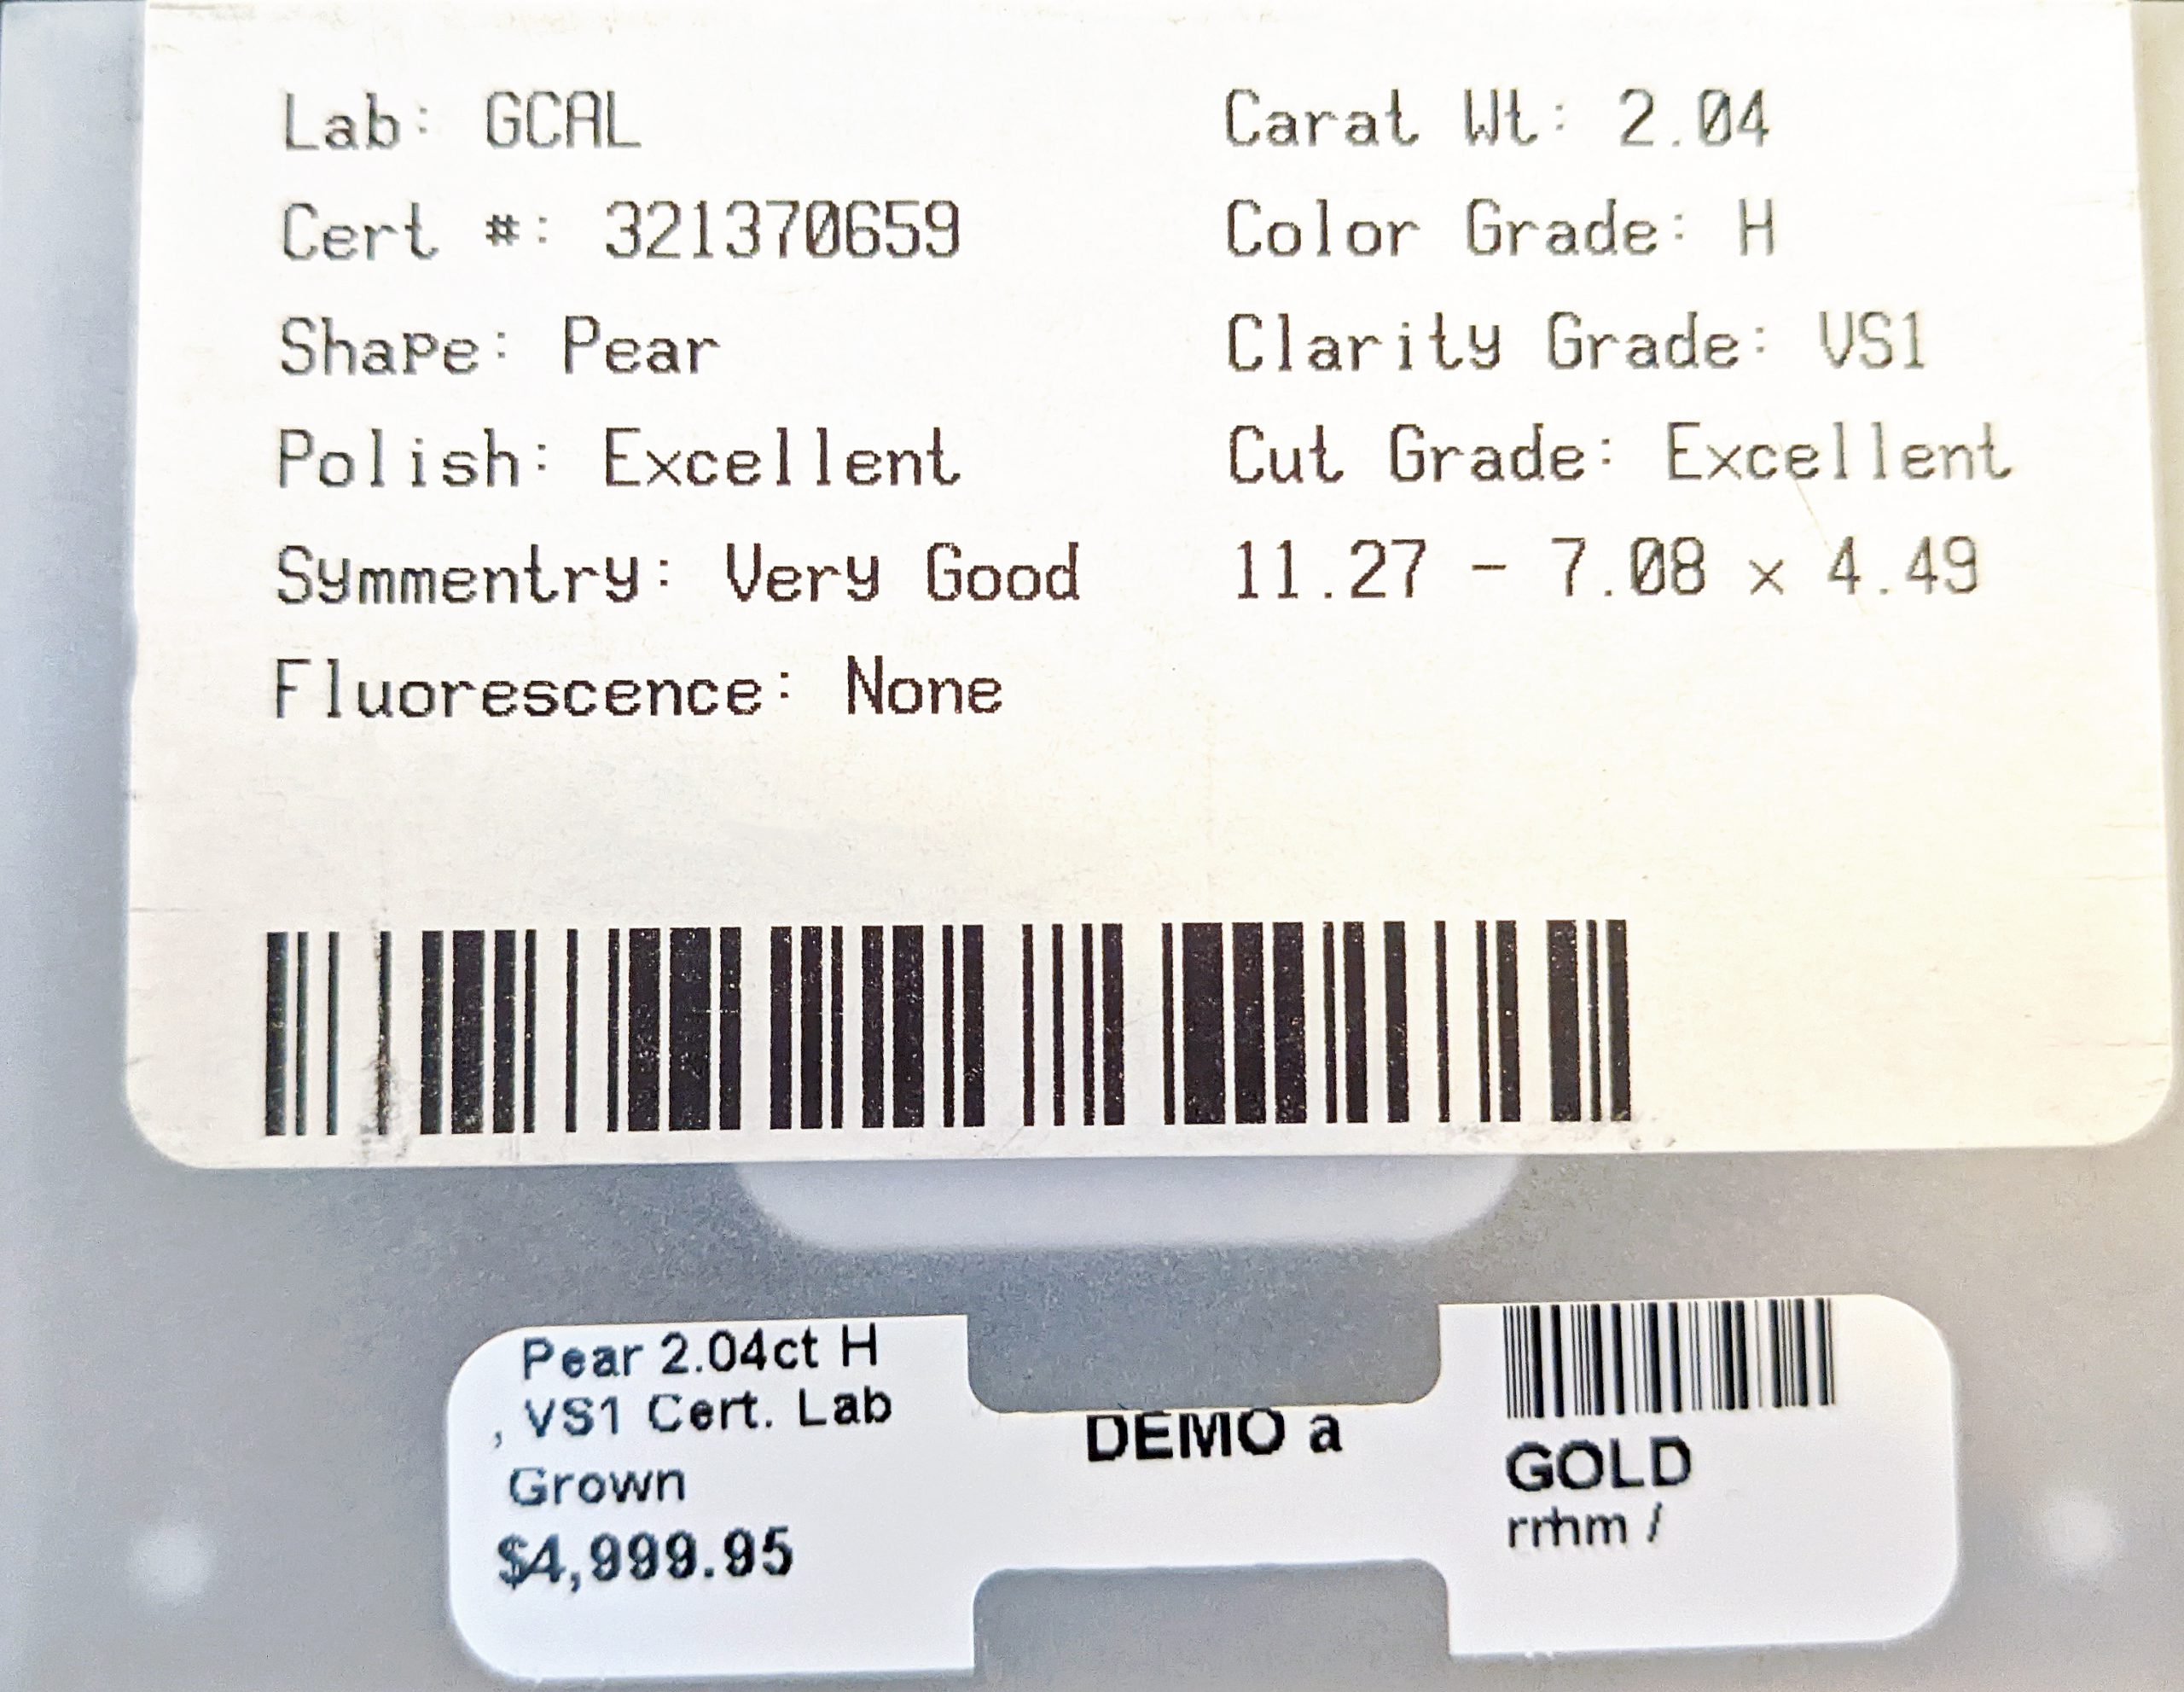 Lab: GCAL
Cert #: 321370659
Shape: Pear
Polish: Excellent
Symmentry: Very Good
Fluorescence: None
Carat Wt: 2.04
Color Grade: H
Clarity Grade: VS1
Cut Grade: Excellent
11.27 - 7.08 x 4.49
Pear 2.04ct H
, VS1 Cert. Lab
Grown
$4,999.95
DEMO a
GOLD